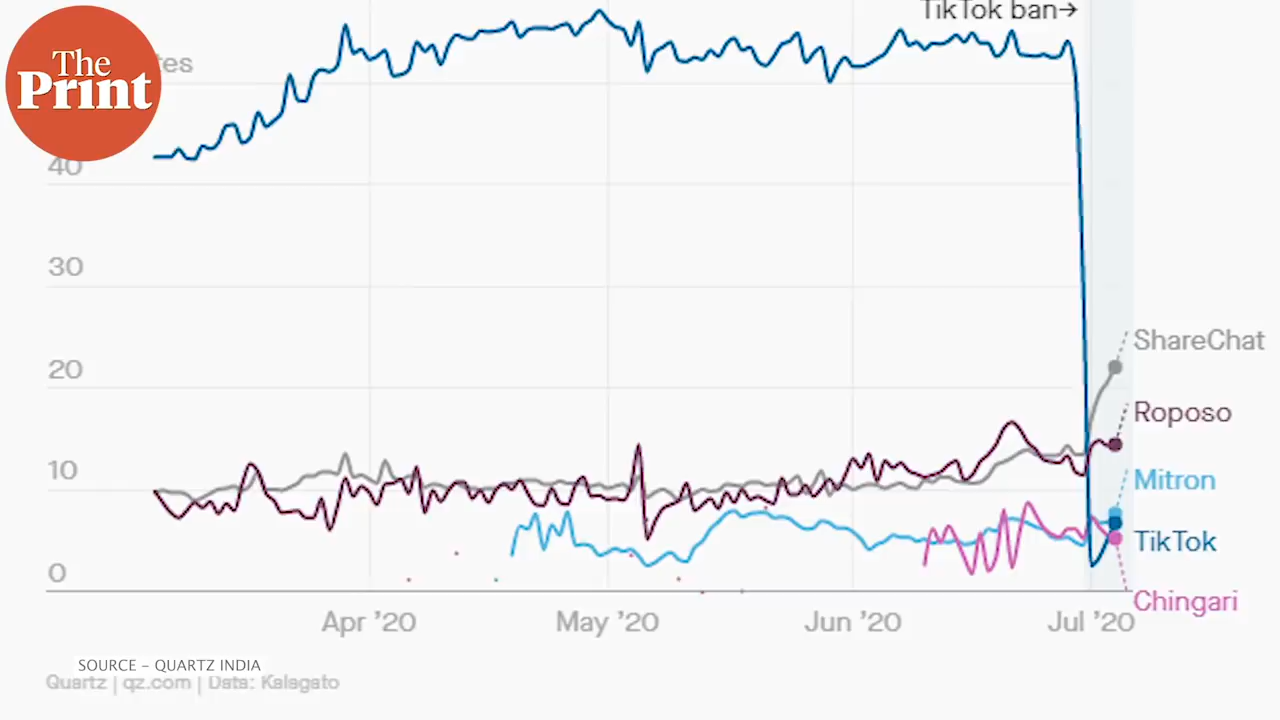 TikTok ban→
The
Print
40
30
20
10
0
ShareChat
Roposo
Mitron
TikTok
Chingari
Apr ’20
May ’20
Jun ’20
Jul ’20
SOURCE – QUARTZ INDIA
Quartz | qz.com | Data: Kalagato